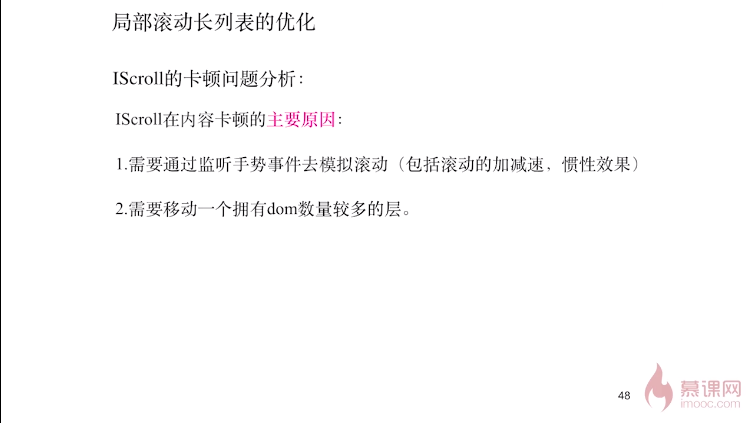 局部滚动长列表的优化
IScroll的卡顿问题分析：
IScroll在内容卡顿的主要原因：
1.需要通过监听手势事件去模拟滚动（包括滚动的加减速，惯性效果）
2.需要移动一个拥有dom数量较多的层。
48
慕课网
imooc.com